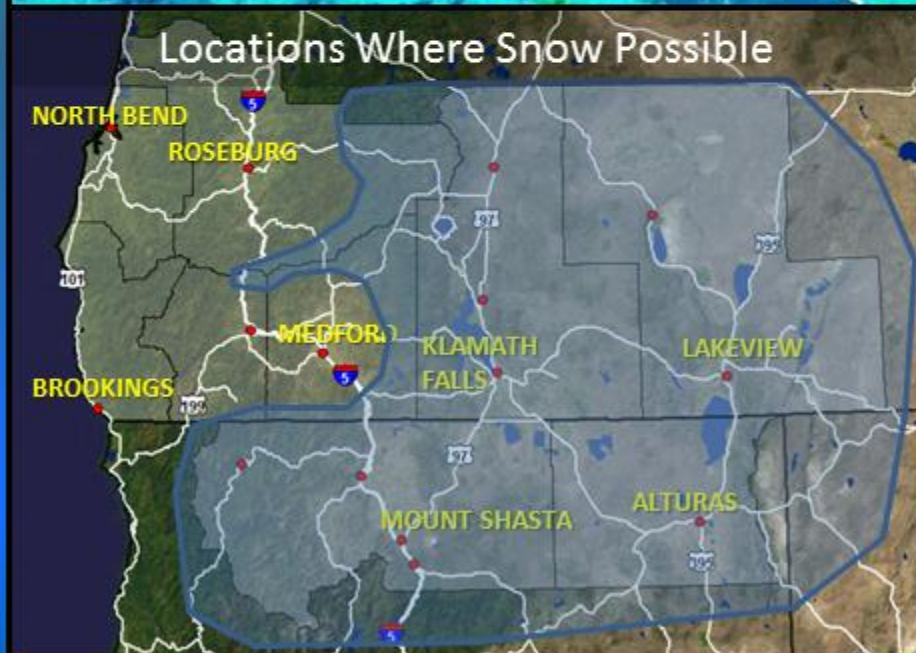 Locations Where Snow Possible
5
NORTH BEND
ROSEBURG
97
395
101
MEDFORD
KLAMATH
FALLS
LAKEVIEW
5
BROOKINGS
199
97
ALTURAS
MOUNT SHASTA
395
5